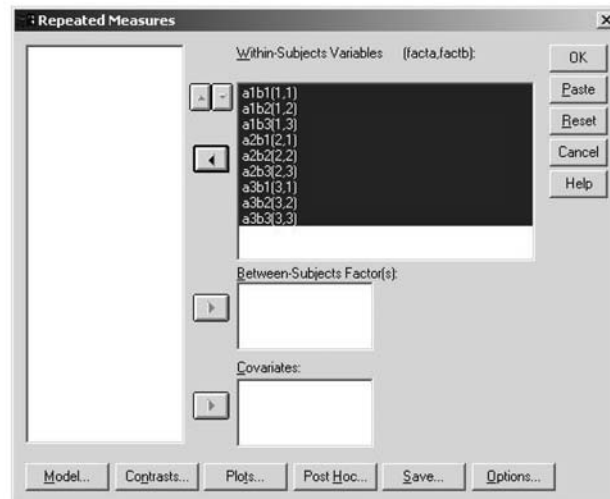 Repeated Measures
Within-Subjects Variables (facta,factb):
a1b1(1,1)
a1b2(1,2)
a1b3(1,3)
a2b1(2,1)
a2b2(2,2)
a2b3(2,3)
a3b1(3,1)
a3b2(3,2)
a3b3(3,3)
OK
Paste
Reset
Cancel
Help
Between-Subjects Factor(s):
Covariates:
Model... Contrasts... Plots... Post Hoc... Save... Options...